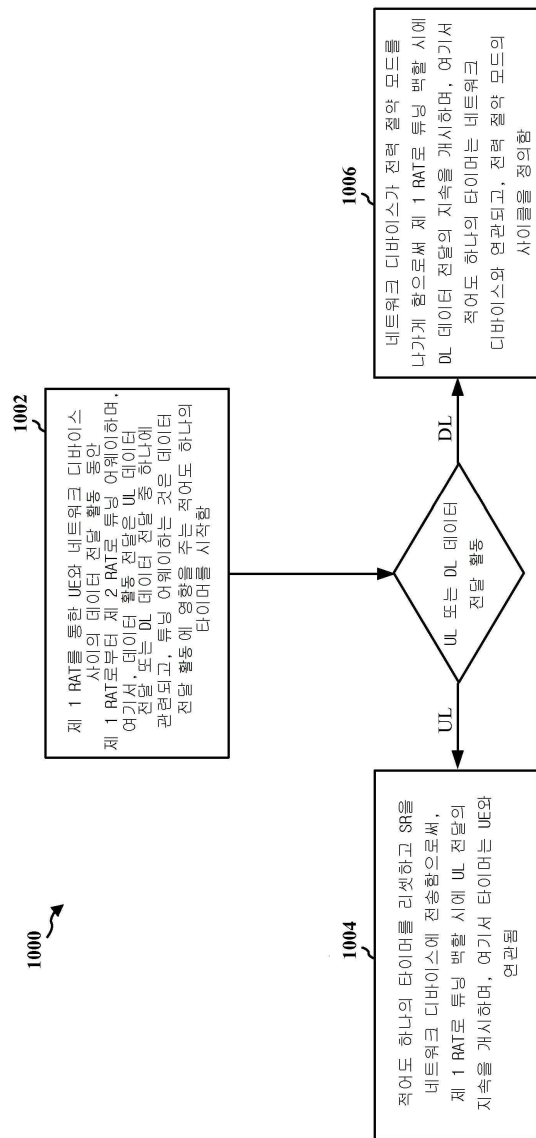 1000
1002
제 1 RAT를 통한 UE와 네트워크 디바이스
사이의 데이터 전달 활동 동안
제 1 RAT로부터 제 2 RAT로 튜닝 어웨이하며,
여기서, 데이터 활동 전달은 UL 데이터
전달 또는 DL 데이터 전달 중 하나에
관련되고, 튜닝 어웨이하는 것은 데이터
전달 활동에 영향을 주는 적어도 하나의
타이머를 시작함
UL 또는 DL 데이터
전달 활동
UL
DL
1004
적어도 하나의 타이머를 리셋하고 SR을
네트워크 디바이스에 전송함으로써,
제 1 RAT로 튜닝 백할 시에 UL 전달의
지속을 개시하며, 여기서 타이머는 UE와
연관됨
1006
네트워크 디바이스가 전력 절약 모드를
나가게 함으로써 제 1 RAT로 튜닝 백할 시에
DL 데이터 전달의 지속을 개시하며, 여기서
적어도 하나의 타이머는 네트워크
디바이스와 연관되고, 전력 절약 모드의
사이클을 정의함